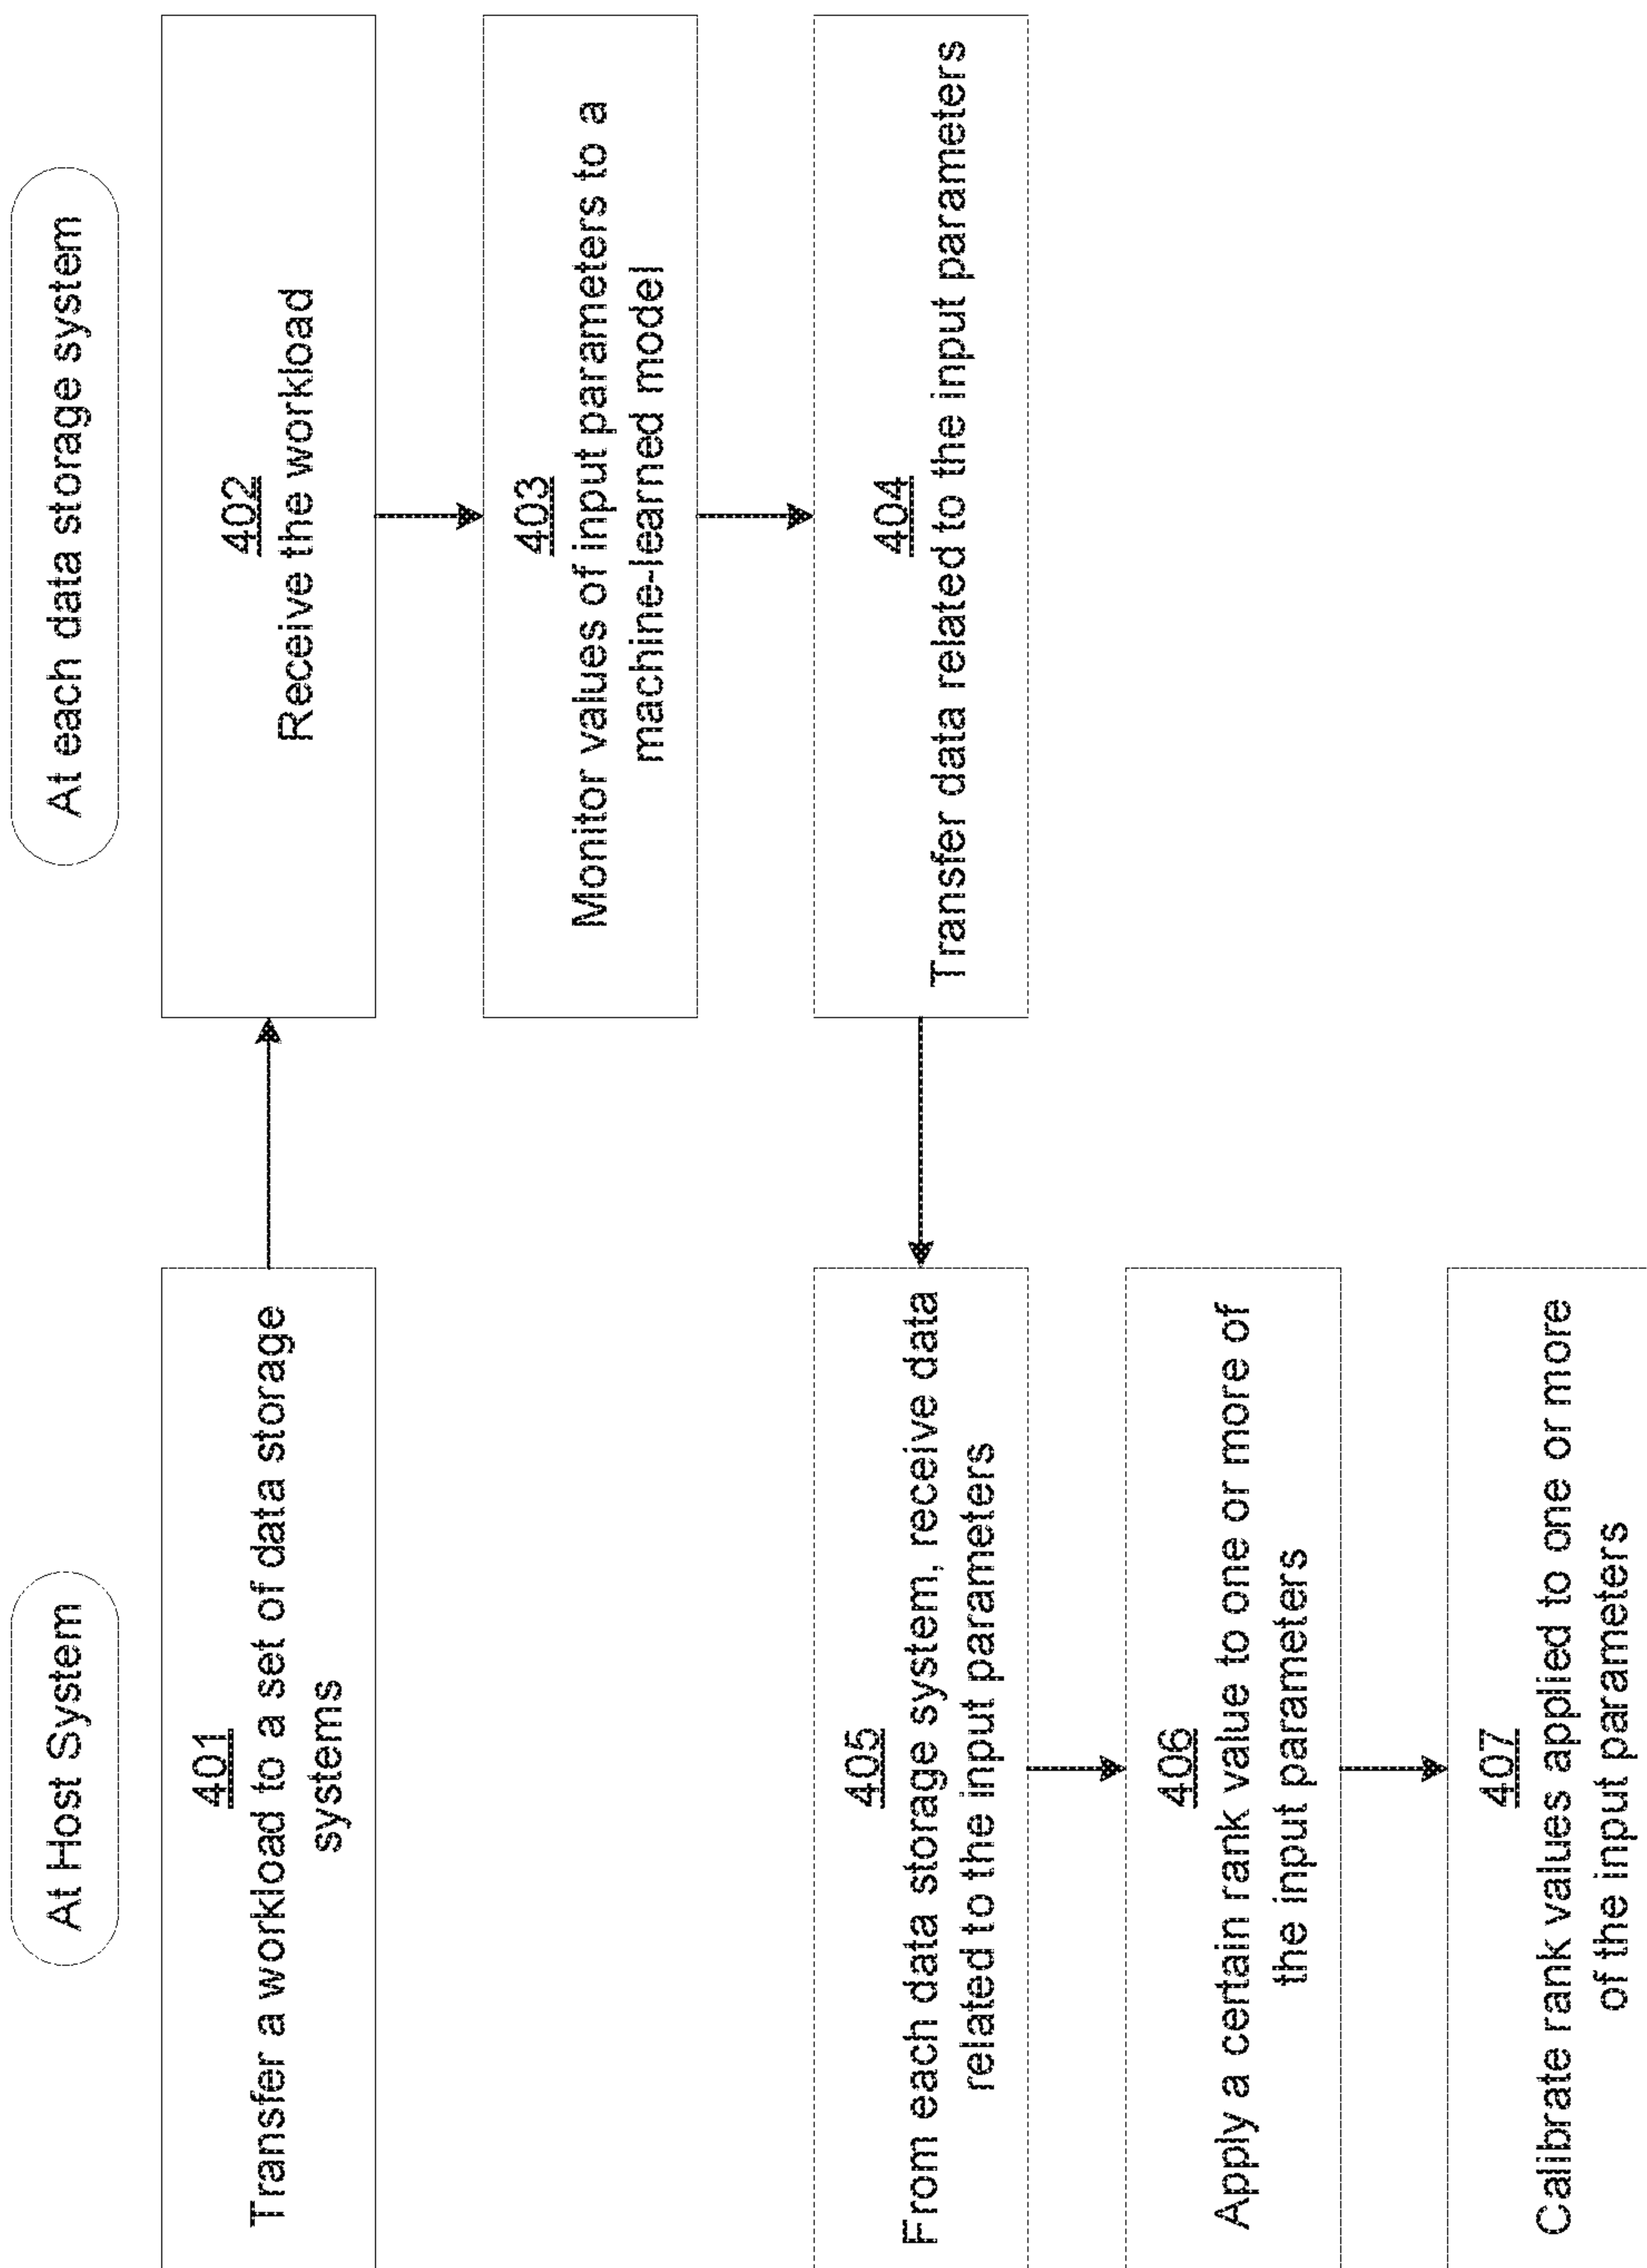 At Host System
At each data storage system
401
Transfer a workload to a set of data storage
systems
402
Receive the workload
403
Monitor values of input parameters to a
machine-learned model
404
Transfer data related to the input parameters
405
From each data storage system, receive data
related to the input parameters
406
Apply a certain rank value to one or more of
the input parameters
407
Calibrate rank values applied to one or more
of the input parameters